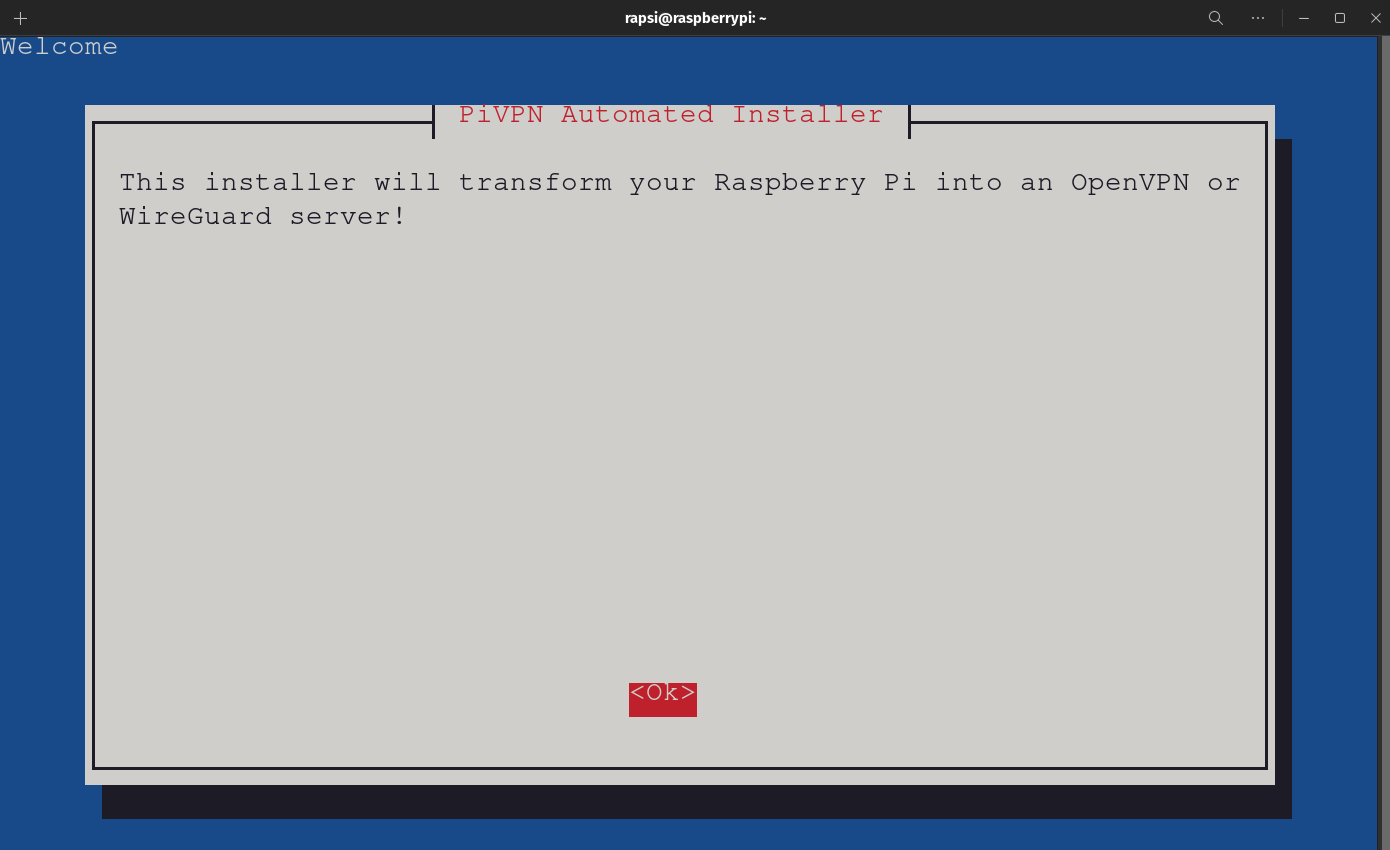 rapsi@raspberrypi: ~
Welcome
PiVPN Automated Installer
This installer will transform your Raspberry Pi into an OpenVPN or
WireGuard server!
<Ok>